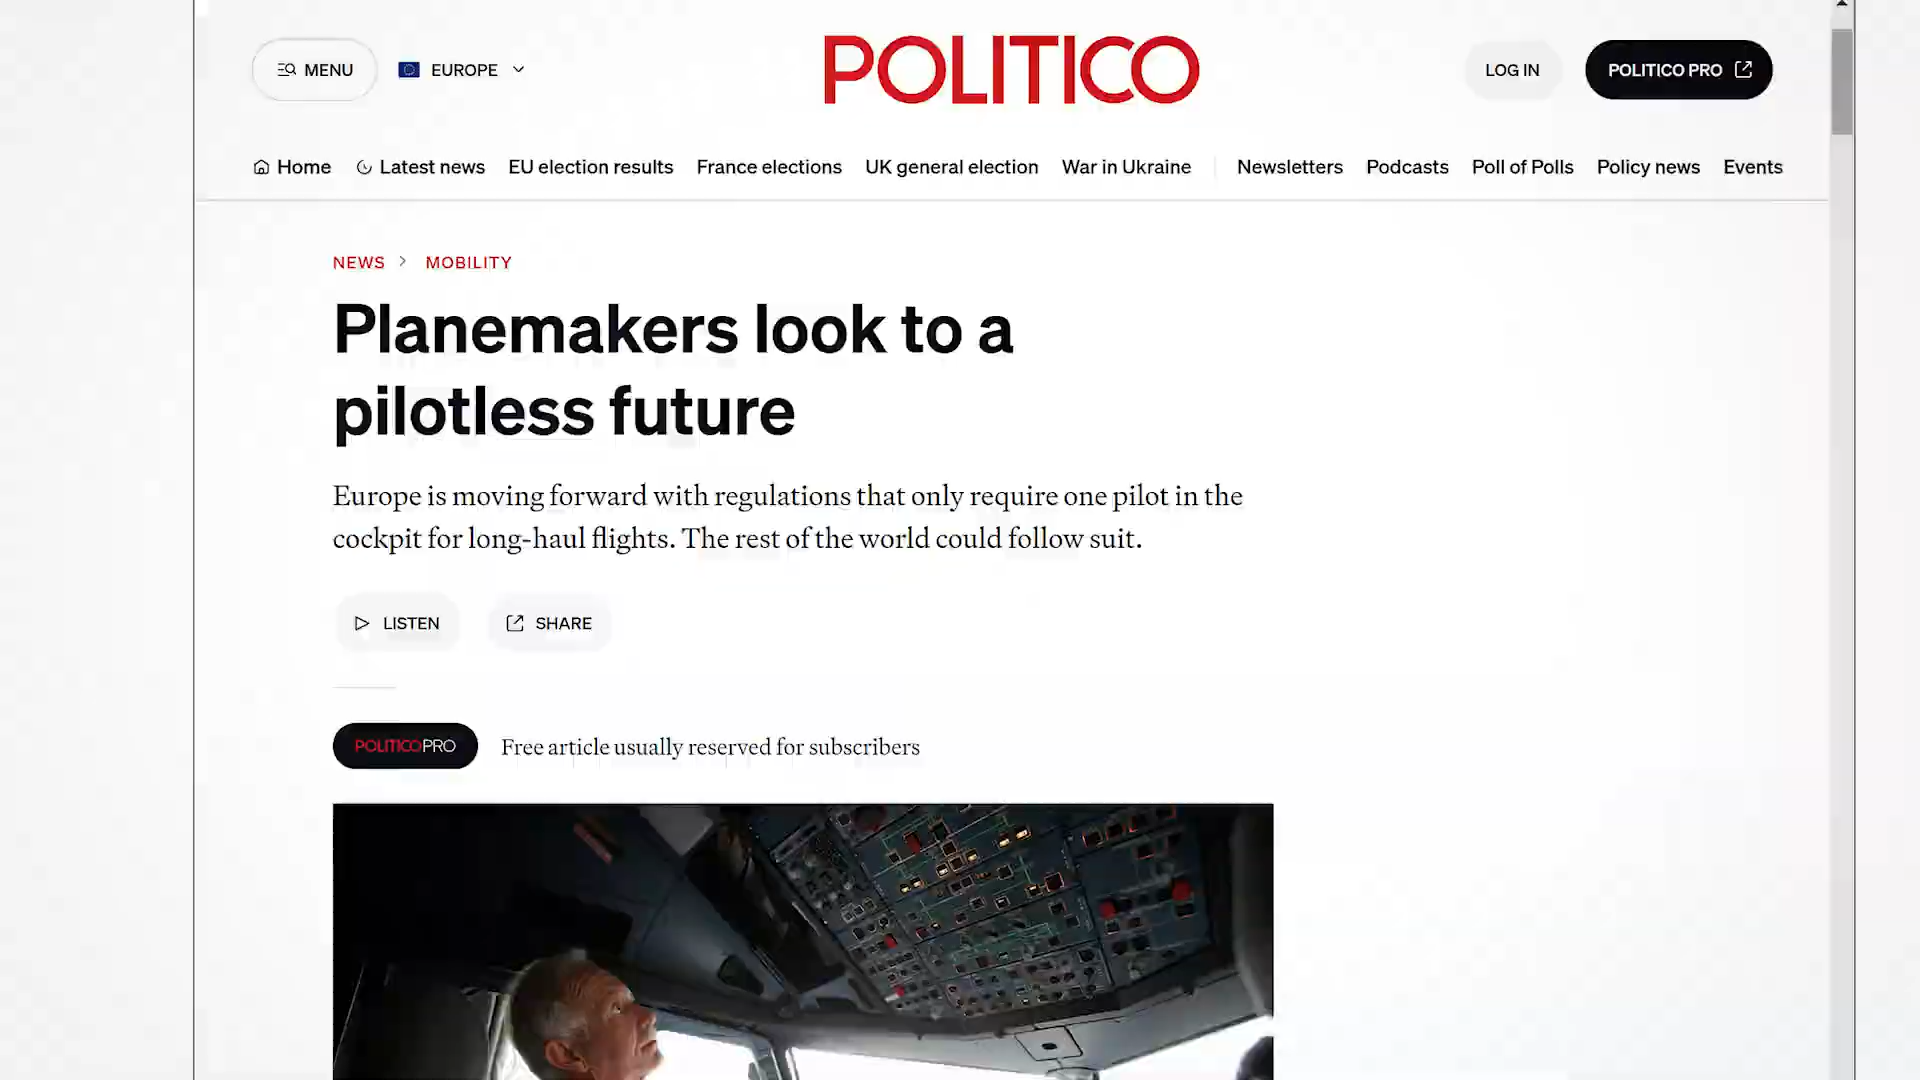 MENU
EUROPE
POLITICO
LOG IN
POLITICO PRO
Home
Latest news
EU election results
France elections
UK general election
War in Ukraine
Newsletters
Podcasts
Poll of Polls
Policy news
Events
NEWS
MOBILITY
Planemakers look to a
pilotless future
Europe is moving forward with regulations that only require one pilot in the
cockpit for long-haul flights. The rest of the world could follow suit.
LISTEN
SHARE
POLITICOPRO
Free article usually reserved for subscribers